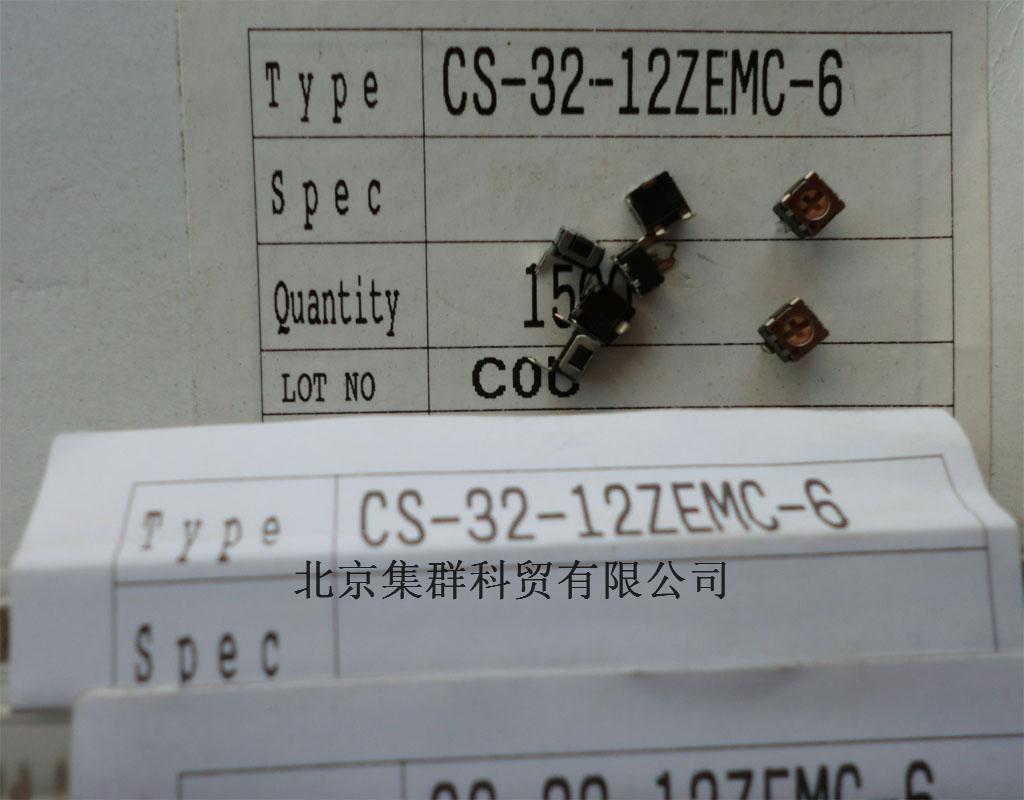 Type CS-32-12ZEMC-6
Spec
Quantity
LOT NO
Type CS-32-12ZEMC-6
北京集群科贸有限公司
Spec